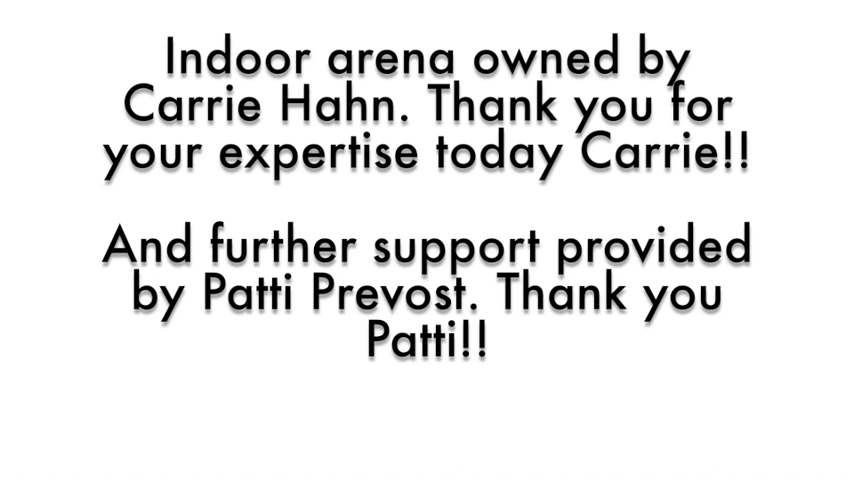 Indoor arena owned by
Carrie Hahn. Thank you for
your expertise today Carrie!!
And further support provided
by Patti Prevost. Thank you
Patti!!